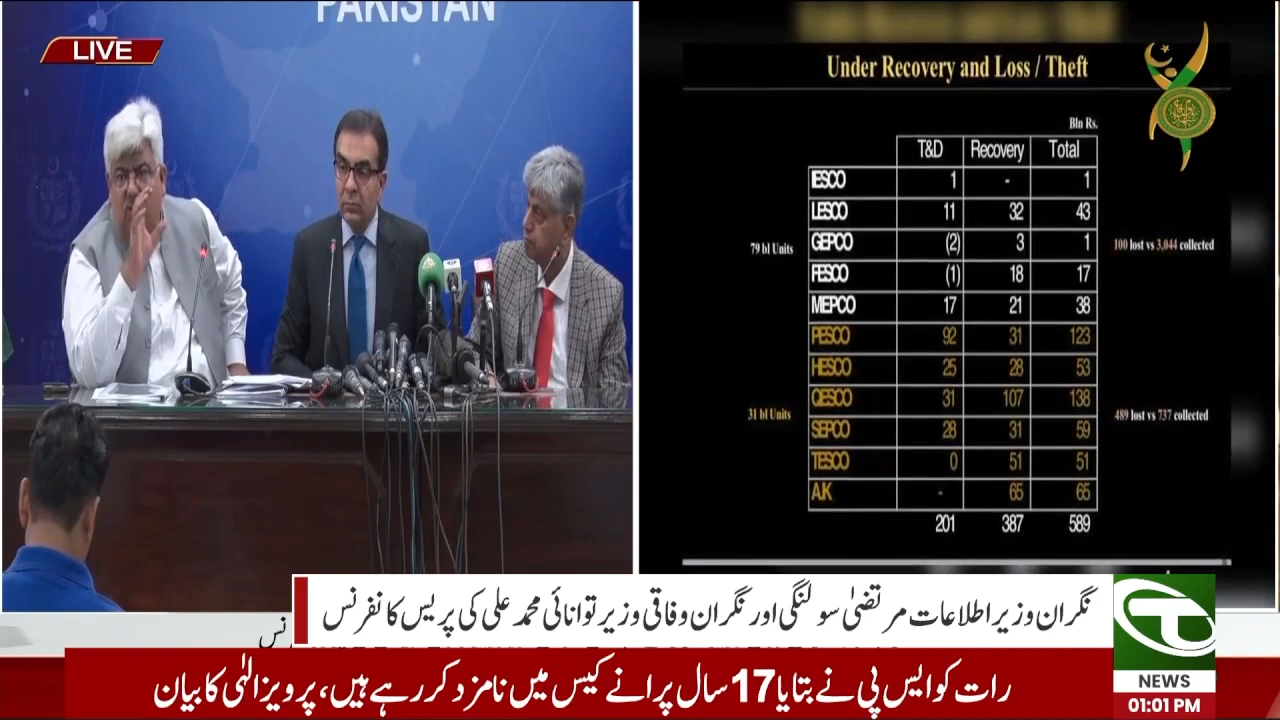 PAKISTAN
LIVE
Under Recovery and Loss / Theft
Bln Rs.
T&D Recovery Total
IESCO 1 - 1
LESCO 11 32 43
GEPCO (2) 3 1
FESCO (1) 18 17
MEPCO 17 21 38
PESCO 92 31 123
HESCO 25 28 53
QESCO 31 107 138
SEPCO 28 31 59
TESCO 0 51 51
AJK - 65 65
201 387 589
79 bl Units
100 lost vs 3,044 collected
31 bl Units
489 lost vs 737 collected
نگران وزیر اطلاعات مرتضیٰ سولنگی اور نگران وفاقی وزیر توانائی محمد علی کی پریس کانفرنس
رات کو ایس پی نے بتایا 17 سال پرانے کیس میں نامزد کر رہے ہیں، پرویز الٰہی کا بیان
NEWS
01:01 PM